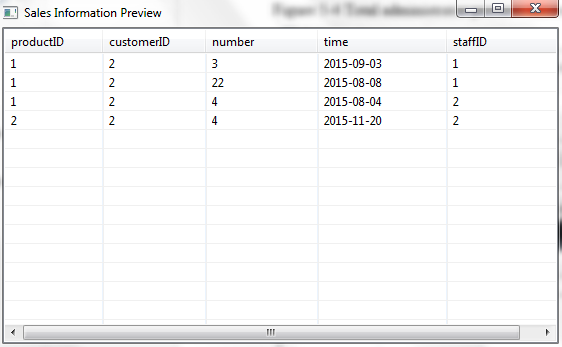 Sales Information Preview
productID customerID number time staffID
1 2 3 2015-09-03 1
1 2 22 2015-08-08 1
1 2 4 2015-08-04 2
2 2 4 2015-11-20 2